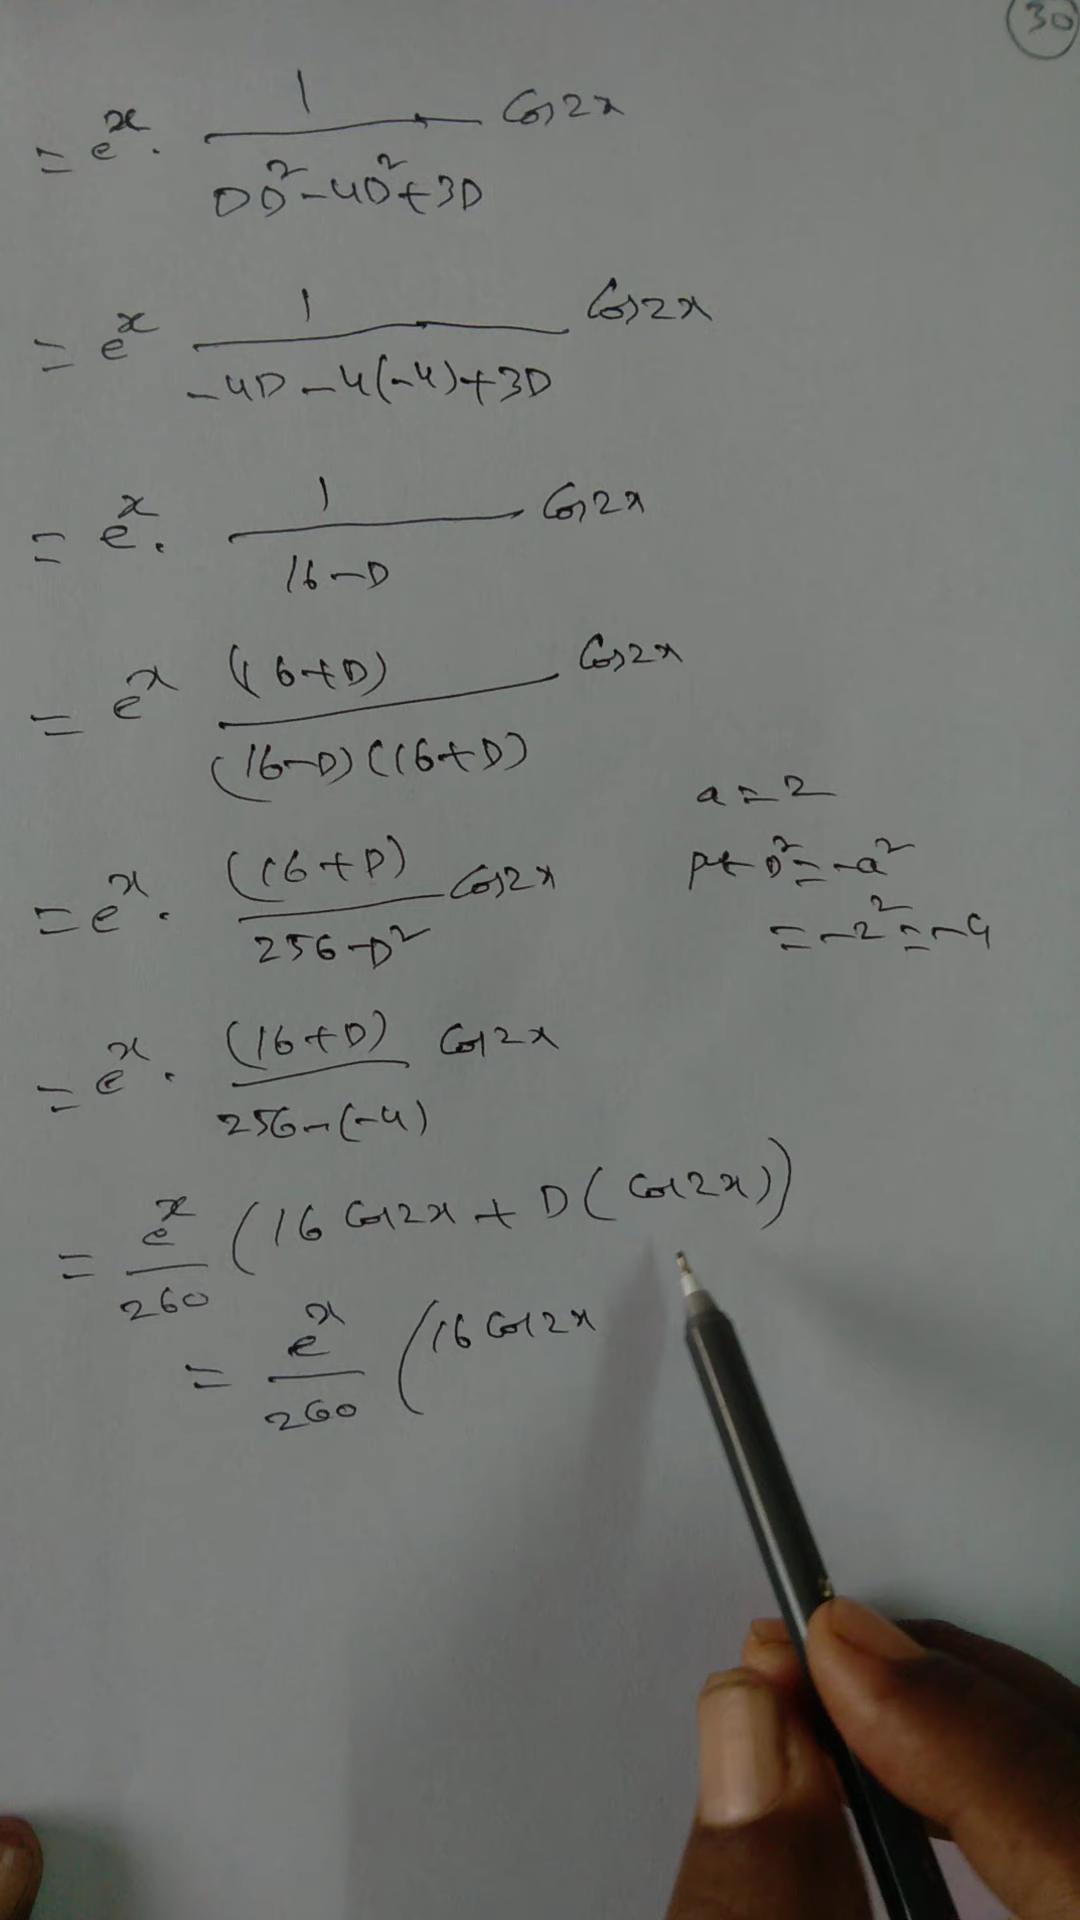 30
= e^x . 1 / (DD^2 - 4D^2 + 3D) Cos2x
= e^x 1 / (-4D - 4(-4) + 3D) Cos2x
= e^x . 1 / (16 - D) Cos2x
= e^x (16+D) / ((16-D)(16+D)) Cos2x
a = 2
= e^x . (16+D) / (256 - D^2) Cos2x
put D^2 = -a^2
= -2^2 = -4
= e^x . (16+D) / (256 - (-4)) Cos2x
= e^x / 260 (16 Cos2x + D(Cos2x))
= e^x / 260 (16 Cos2x